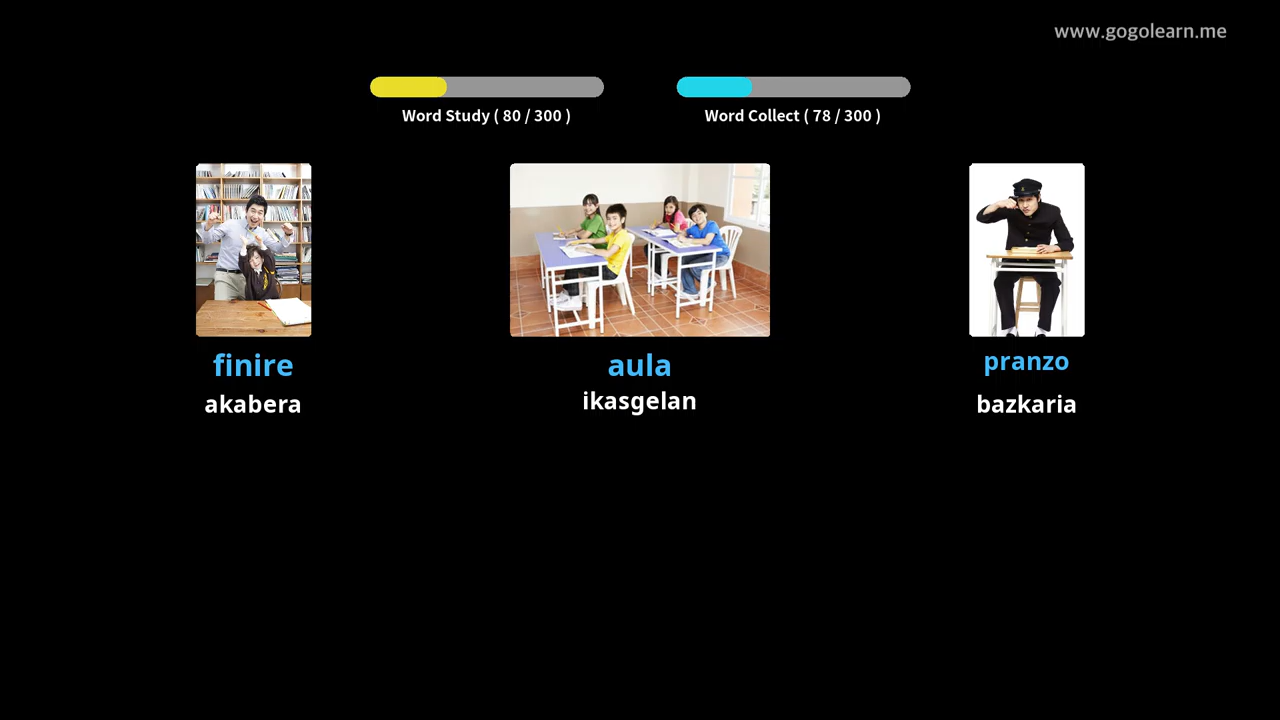 www.gogolearn.me
Word Study ( 80 / 300 )
Word Collect ( 78 / 300 )
finire
akabera
aula
ikasgelan
pranzo
bazkaria